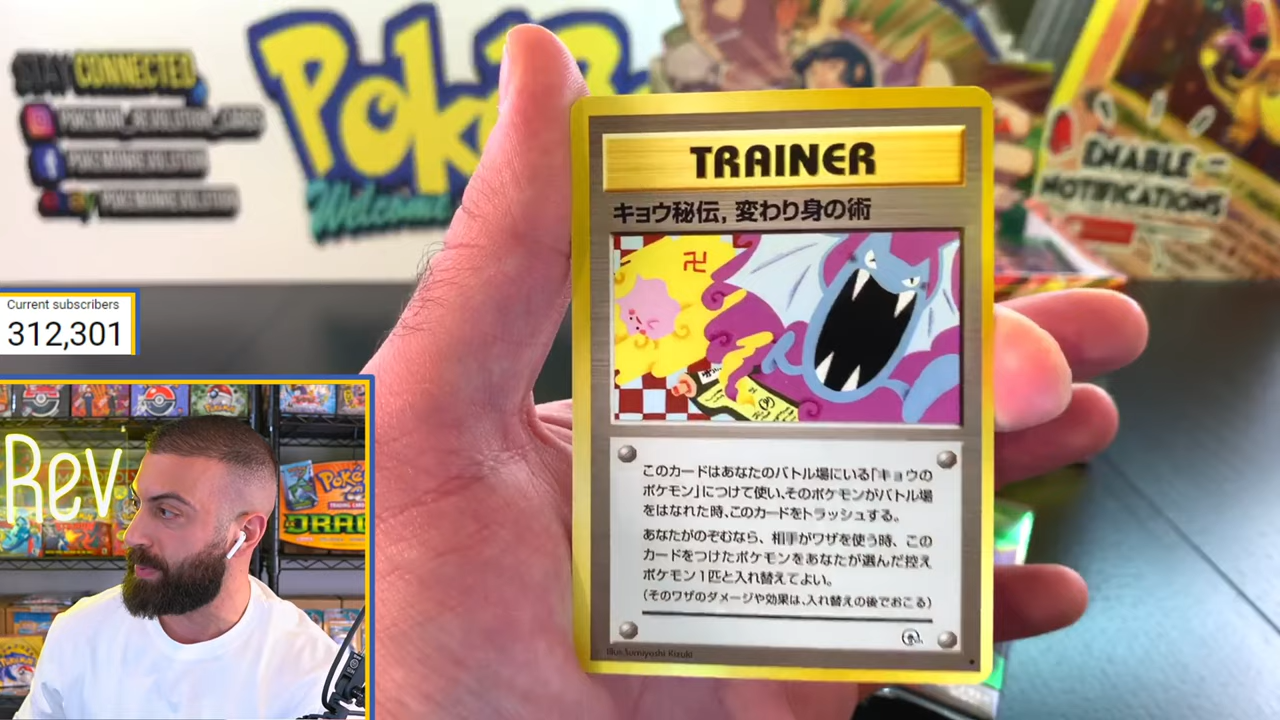 STAY CONNECTED
Poké
Welcome
ENABLE
NOTIFICATIONS
Current subscribers
312,301
Rev
TRAINER
キョウ秘伝, 変わり身の術
卍
このカードはあなたのバトル場にいる「キョウの
ポケモン」につけて使い、そのポケモンがバトル場
をはなれた時、このカードをトラッシュする。
あなたがのぞむなら、相手がワザを使う時、この
カードをつけたポケモンをあなたが選んだ控え
ポケモン1匹と入れ替えてよい。
(そのワザのダメージや効果は、入れ替えの後でおこる)
Illus.Sumiyoshi Kizuki